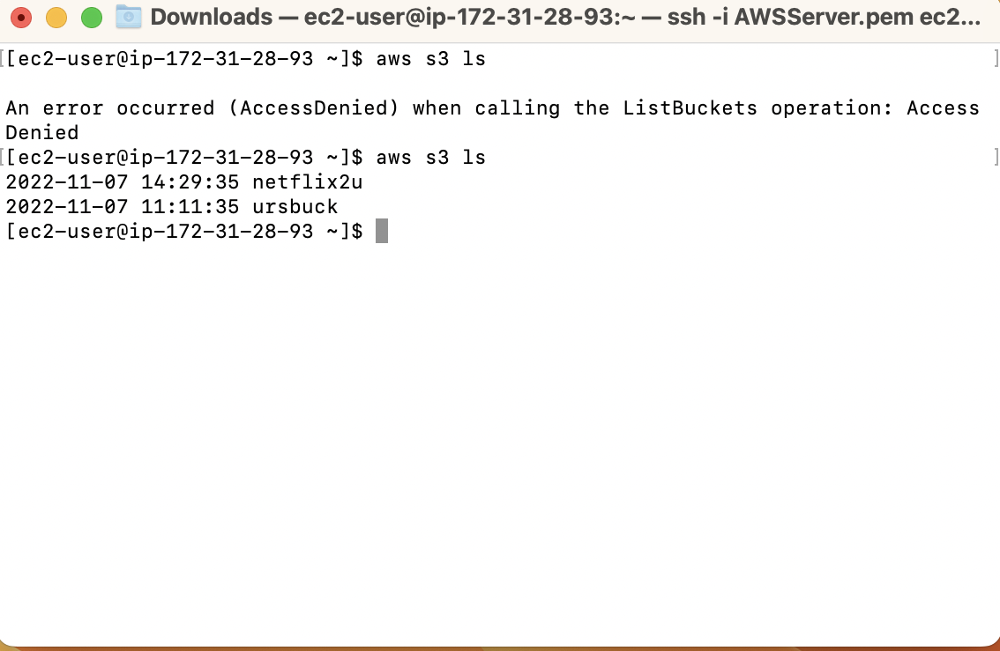 Downloads — ec2-user@ip-172-31-28-93:~ — ssh -i AWSServer.pem ec2...
[[ec2-user@ip-172-31-28-93 ~]$ aws s3 ls ]
An error occurred (AccessDenied) when calling the ListBuckets operation: Access
Denied
[[ec2-user@ip-172-31-28-93 ~]$ aws s3 ls ]
2022-11-07 14:29:35 netflix2u
2022-11-07 11:11:35 ursbuck
[ec2-user@ip-172-31-28-93 ~]$